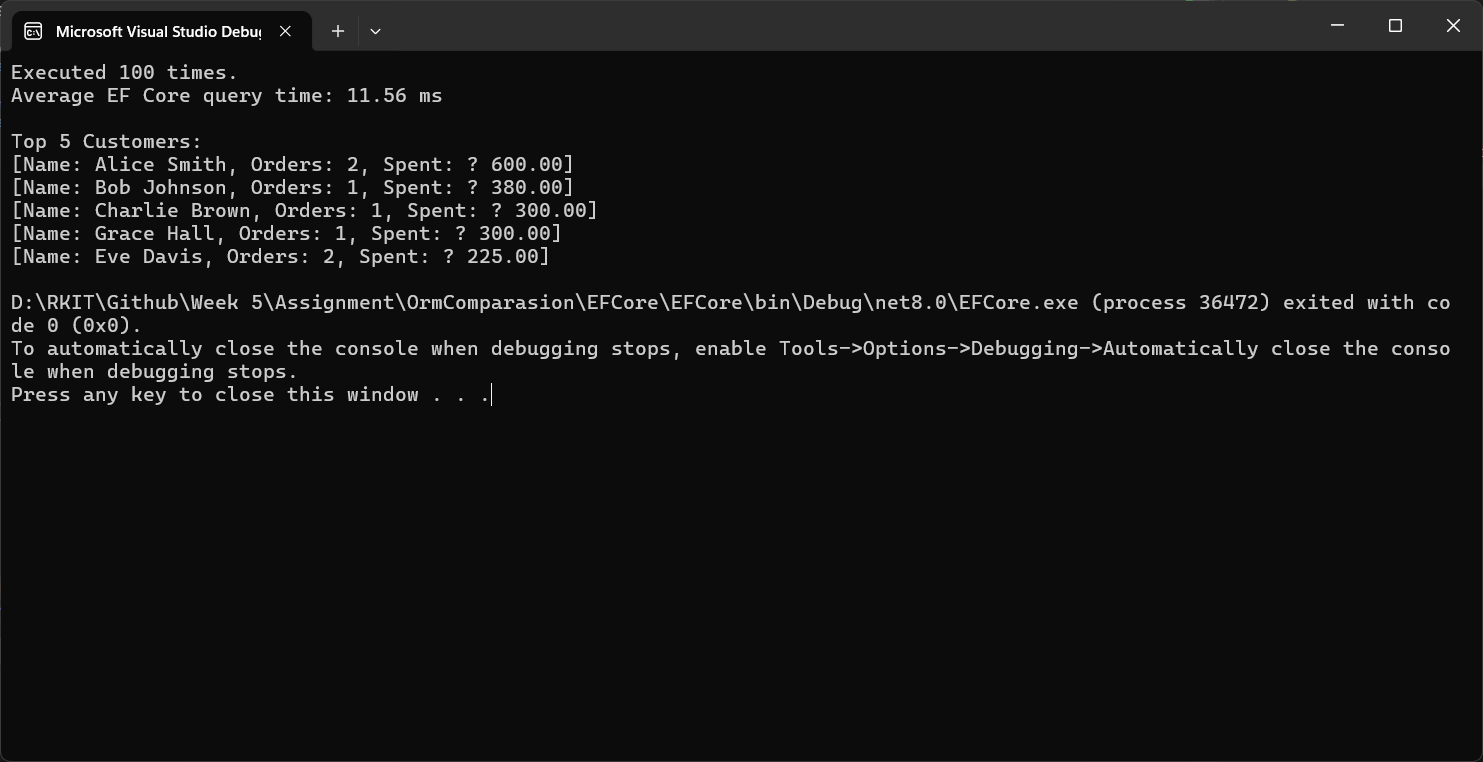 Microsoft Visual Studio Debug
Executed 100 times.
Average EF Core query time: 11.56 ms
Top 5 Customers:
[Name: Alice Smith, Orders: 2, Spent: ? 600.00]
[Name: Bob Johnson, Orders: 1, Spent: ? 380.00]
[Name: Charlie Brown, Orders: 1, Spent: ? 300.00]
[Name: Grace Hall, Orders: 1, Spent: ? 300.00]
[Name: Eve Davis, Orders: 2, Spent: ? 225.00]
D:\RKIT\Github\Week 5\Assignment\OrmComparasion\EFCore\EFCore\bin\Debug\net8.0\EFCore.exe (process 36472) exited with co
de 0 (0x0).
To automatically close the console when debugging stops, enable Tools->Options->Debugging->Automatically close the conso
le when debugging stops.
Press any key to close this window . . .